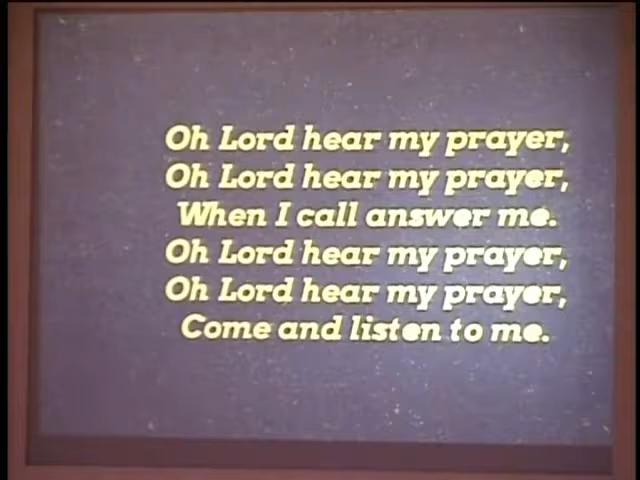 Oh Lord hear my prayer,
Oh Lord hear my prayer,
When I call answer me.
Oh Lord hear my prayer,
Oh Lord hear my prayer,
Come and listen to me.